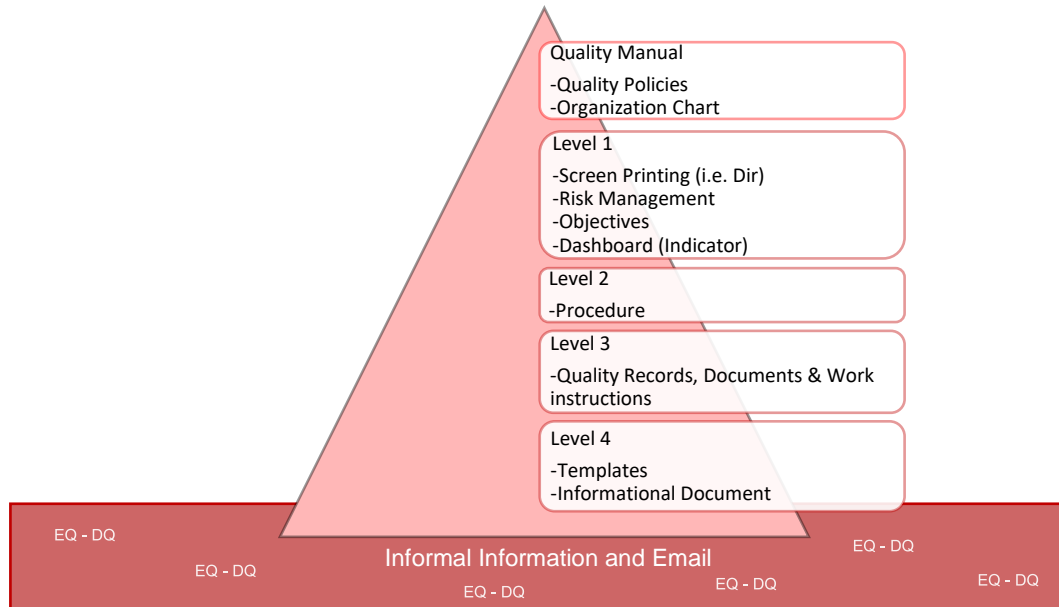 Quality Manual
-Quality Policies
-Organization Chart
Level 1
-Screen Printing (i.e. Dir)
-Risk Management
-Objectives
-Dashboard (Indicator)
Level 2
-Procedure
Level 3
-Quality Records, Documents & Work
instructions
Level 4
-Templates
-Informational Document
EQ - DQ
EQ - DQ
Informal Information and Email
EQ - DQ
EQ - DQ
EQ - DQ
EQ - DQ